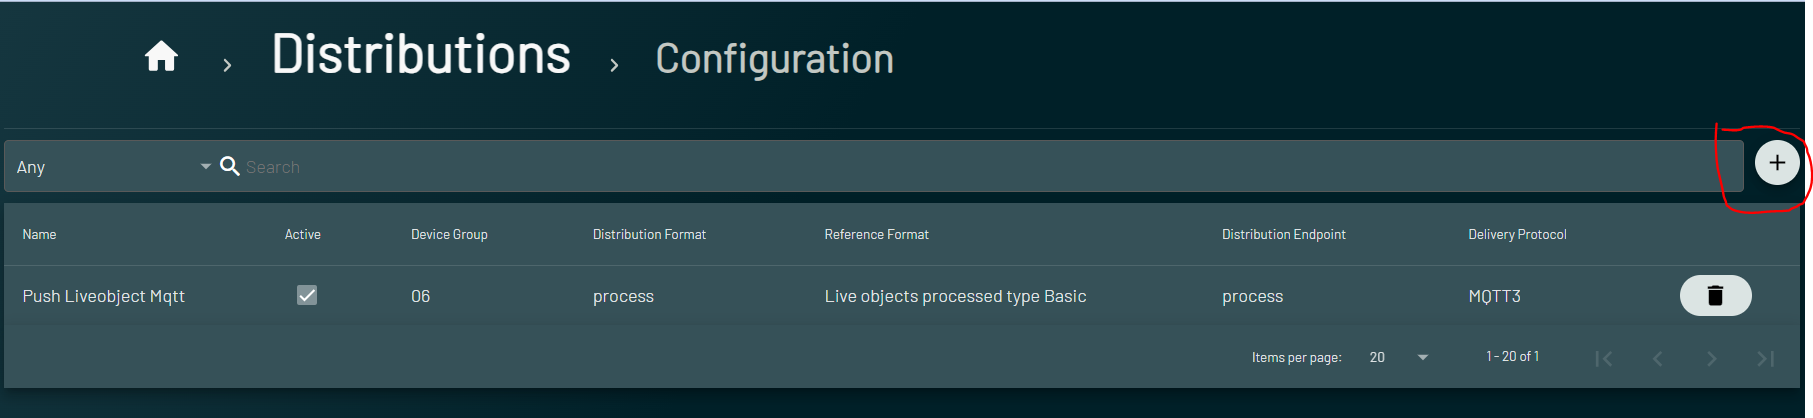 Distributions Configuration
Any Search
Name Active Device Group Distribution Format Reference Format Distribution Endpoint Delivery Protocol
Push Liveobject Mqtt 06 process Live objects processed type Basic process MQTT3
Items per page: 20 1 - 20 of 1